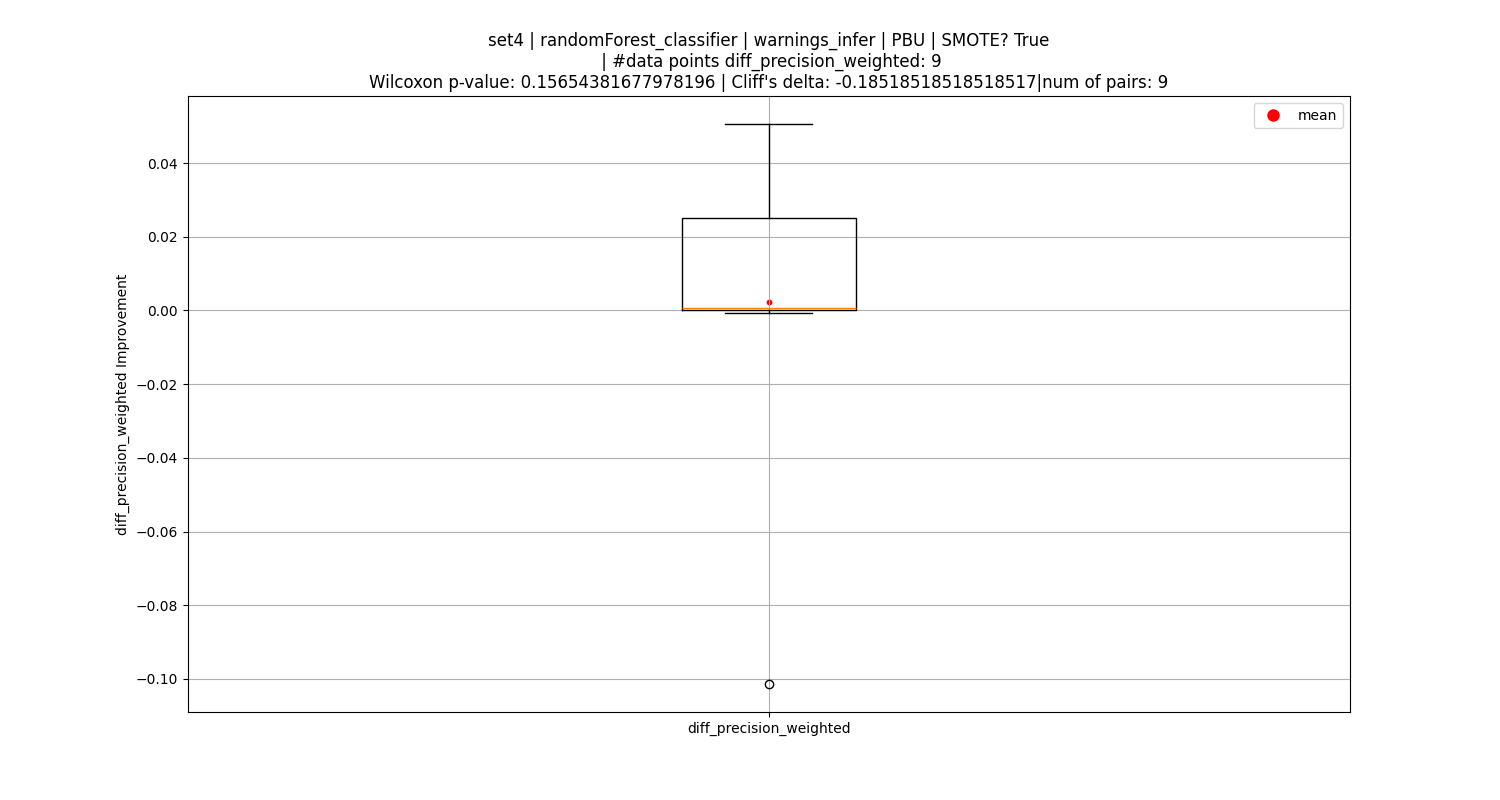 set4 | randomForest_classifier | warnings_infer | PBU | SMOTE? True
| #data points diff_precision_weighted: 9
Wilcoxon p-value: 0.15654381677978196 | Cliff's delta: -0.18518518518518517|num of pairs: 9
mean
0.04
0.02
0.00
−0.02
−0.04
−0.06
−0.08
−0.10
diff_precision_weighted Improvement
diff_precision_weighted